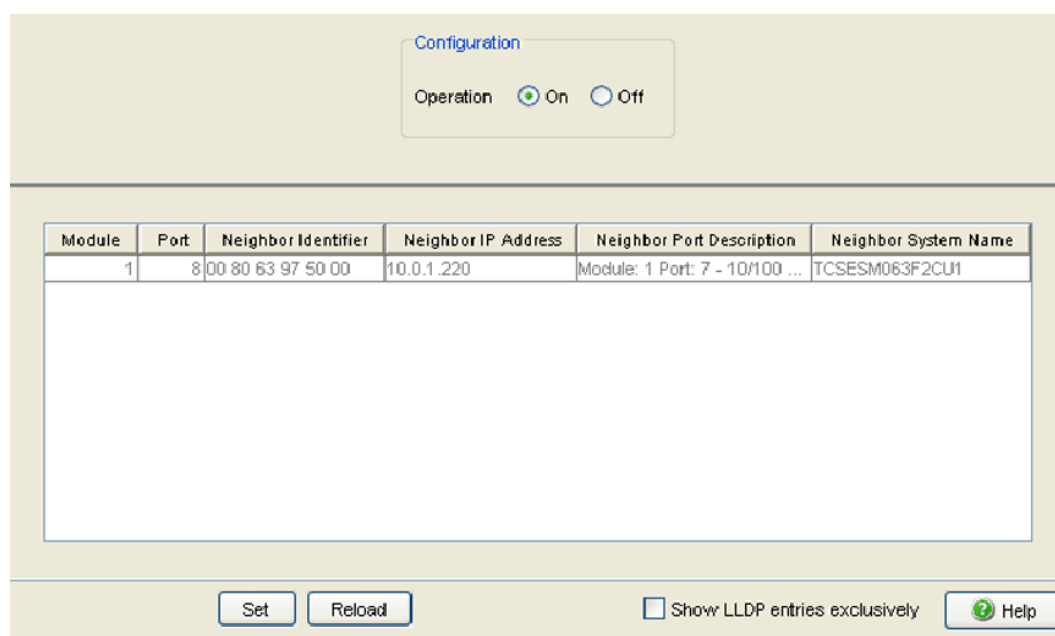 Configuration
Operation On Off
Module Port Neighbor Identifier Neighbor IP Address Neighbor Port Description Neighbor System Name
1 8 00 80 63 97 50 00 10.0.1.220 Module: 1 Port: 7 - 10/100 ... TCSESM063F2CU1
Set Reload Show LLDP entries exclusively Help